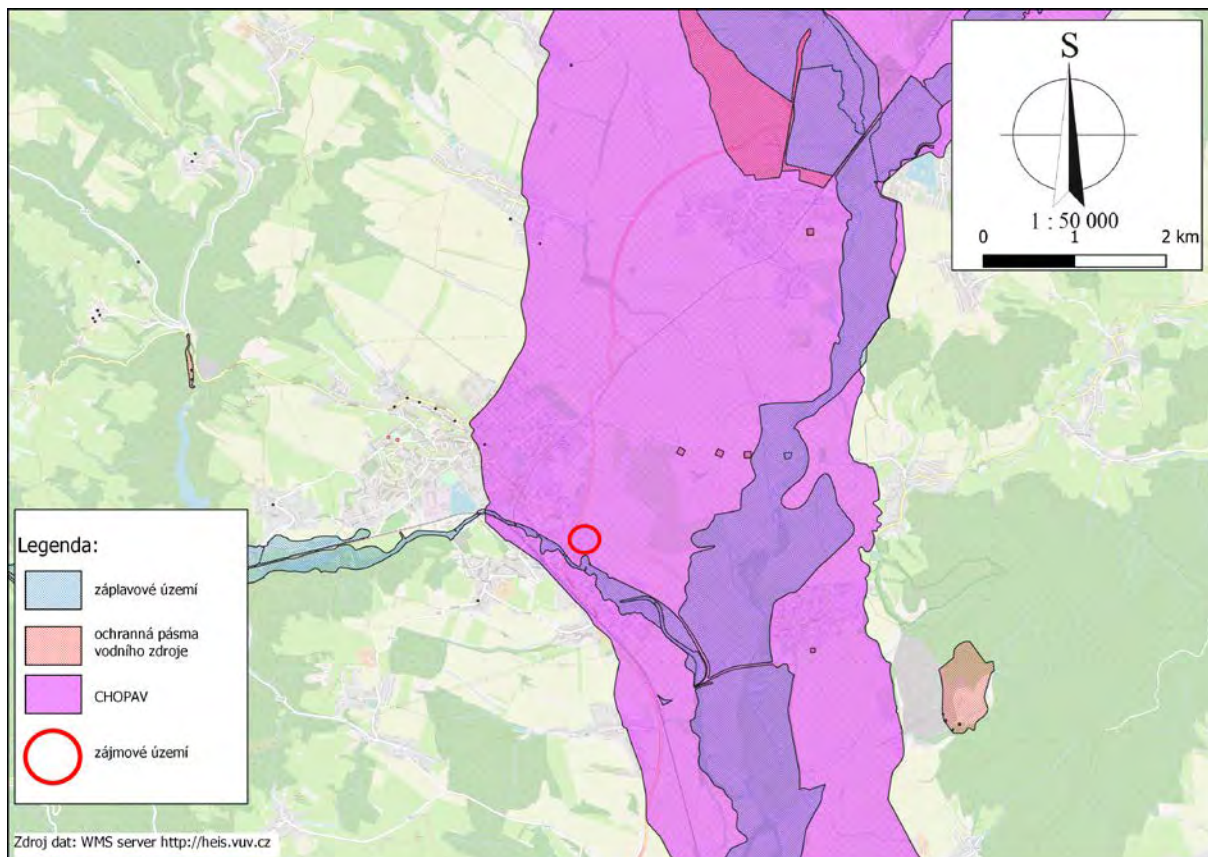 S
1 : 50 000
0 1 2 km
Legenda:
záplavové území
ochranná pásma
vodního zdroje
CHOPAV
zájmové území
Zdroj dat: WMS server http://heis.vuv.cz